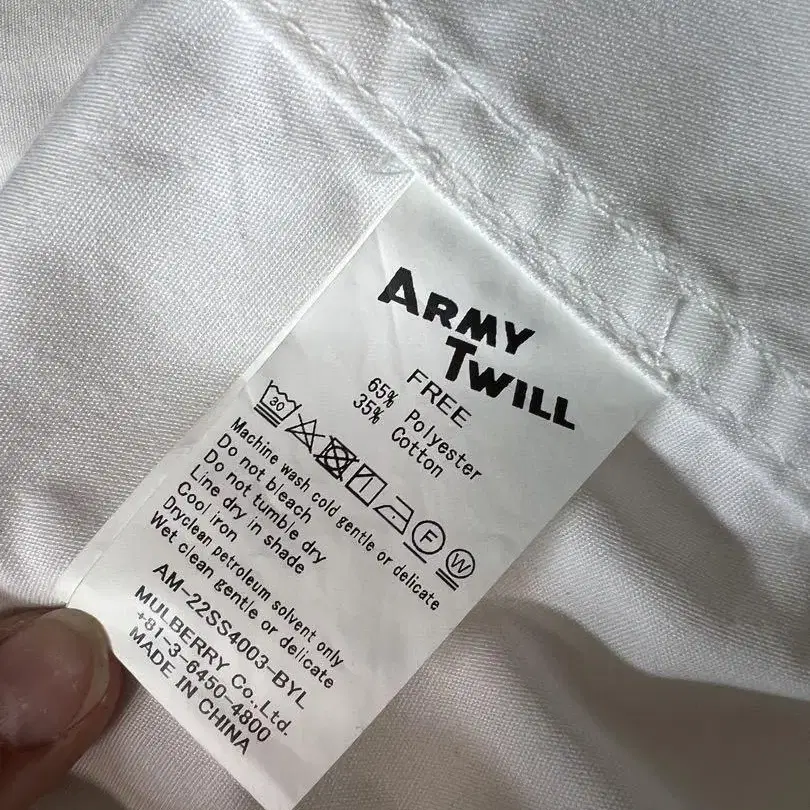 ARMY
TWILL
FREE
65% Polyester
35% Cotton
30 F W
Machine wash cold gentle or delicate
Do not bleach
Do not tumble dry
Line dry in shade
Cool iron
Dryclean petroleum solvent only
Wet clean gentle or delicate
AM-22SS4003-BYL
MULBERRY Co.,Ltd.
+81-3-6450-4800
MADE IN CHINA